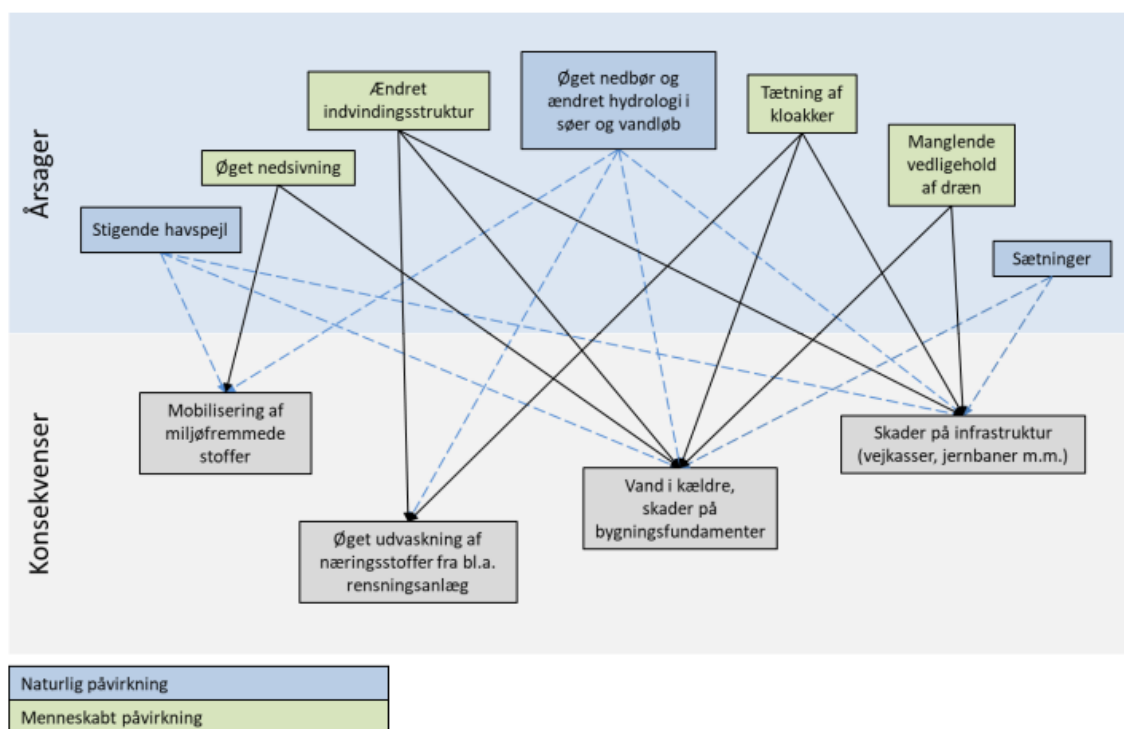 Årsager
Ændret
indvindingsstruktur
Øget nedbør og
ændret hydrologi i
søer og vandløb
Tætning af
kloakker
Manglende
vedligehold
af dræn
Øget nedsivning
Stigende havspejl
Sætninger
Konsekvenser
Mobilisering af
miljøfremmede
stoffer
Øget udvaskning af
næringsstoffer fra bl.a.
rensningsanlæg
Vand i kældre,
skader på
bygningsfundamenter
Skader på infrastruktur
(vejkasser, jernbaner m.m.)
Naturlig påvirkning
Menneskabt påvirkning